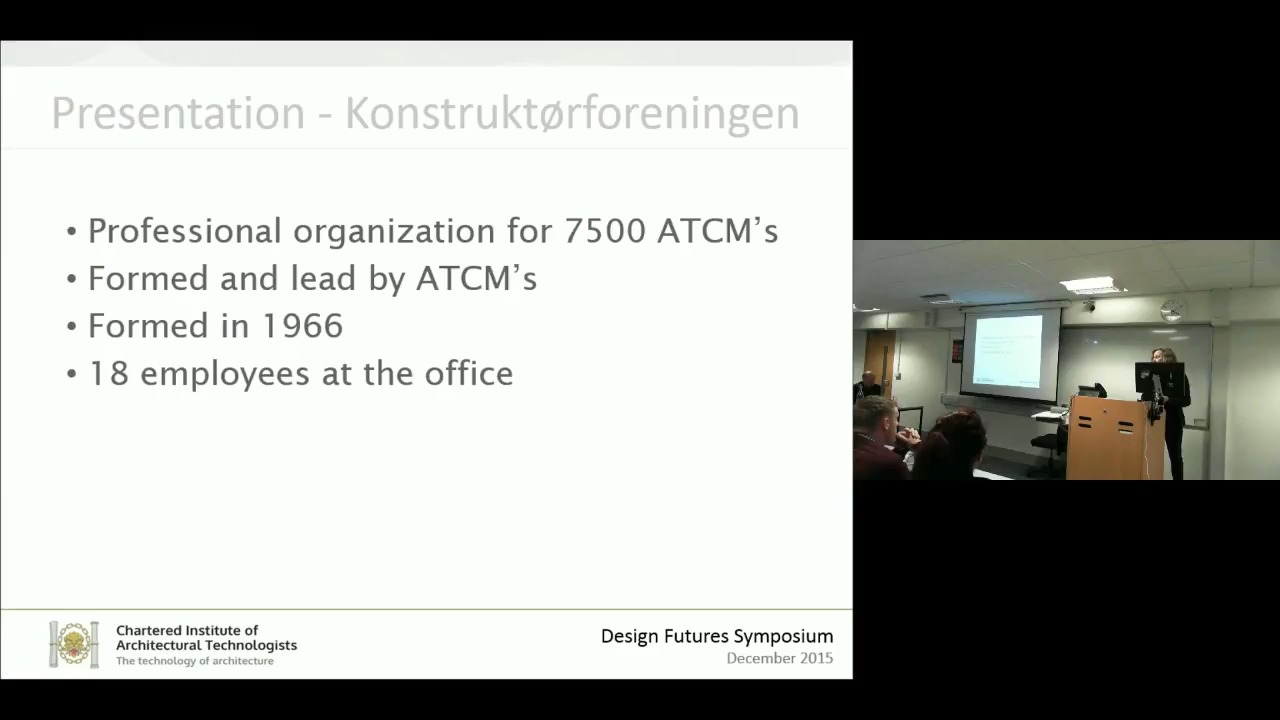 Presentation - Konstruktørforeningen
• Professional organization for 7500 ATCM's
• Formed and lead by ATCM's
• Formed in 1966
• 18 employees at the office
Chartered Institute of
Architectural Technologists
The technology of architecture
Design Futures Symposium
December 2015